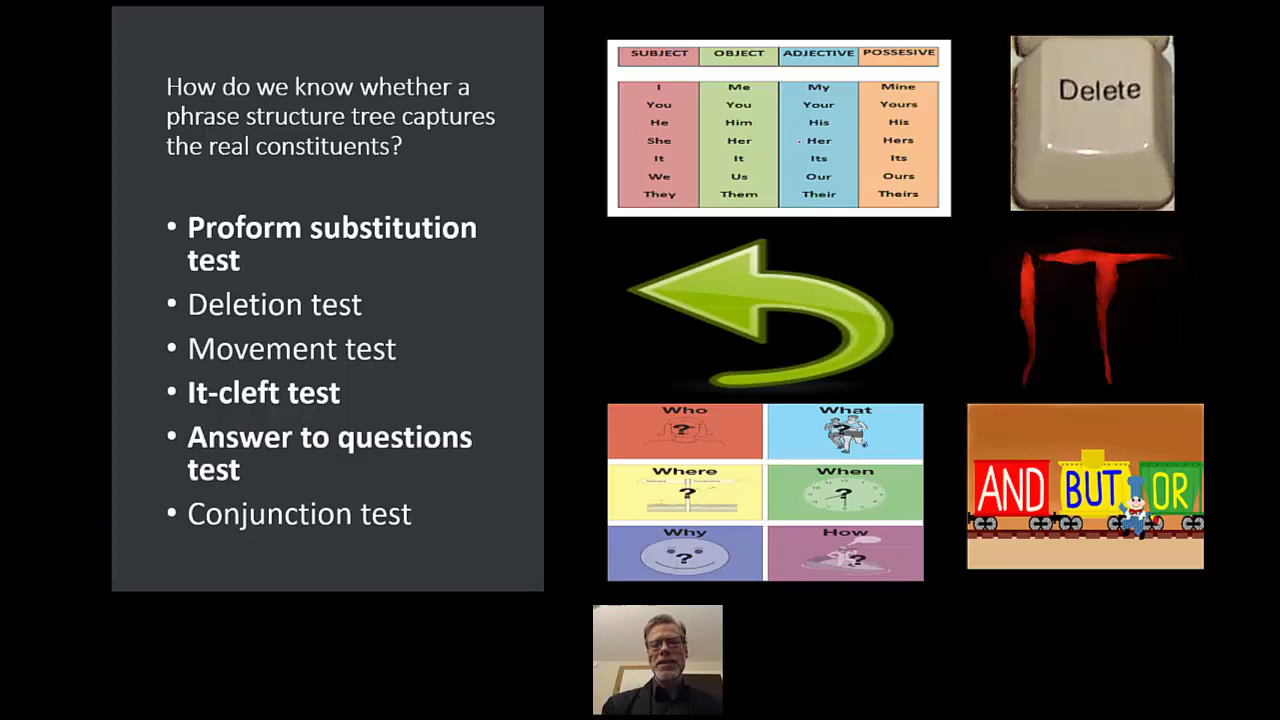 How do we know whether a
phrase structure tree captures
the real constituents?
• Proform substitution
test
• Deletion test
• Movement test
• It-cleft test
• Answer to questions
test
• Conjunction test
SUBJECT OBJECT ADJECTIVE POSSESIVE
I Me My Mine
You You Your Yours
He Him His His
She Her Her Hers
It It Its Its
We Us Our Ours
They Them Their Theirs
Delete
IT
Who What
? ?
Where When
? ?
Why How
? ?
AND BUT OR